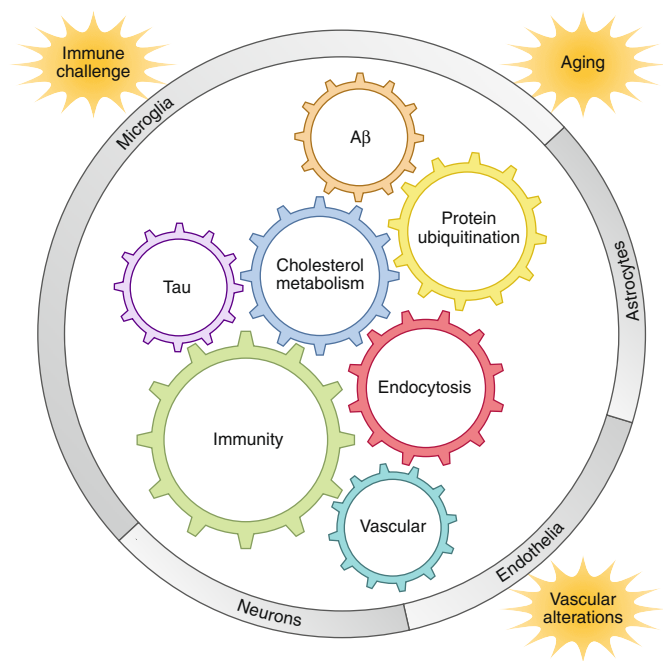 Immune
challenge
Aging
Microglia
Aβ
Protein
ubiquitination
Astrocytes
Cholesterol
metabolism
Tau
Endocytosis
Immunity
Vascular
Endothelia
Neurons
Vascular
alterations